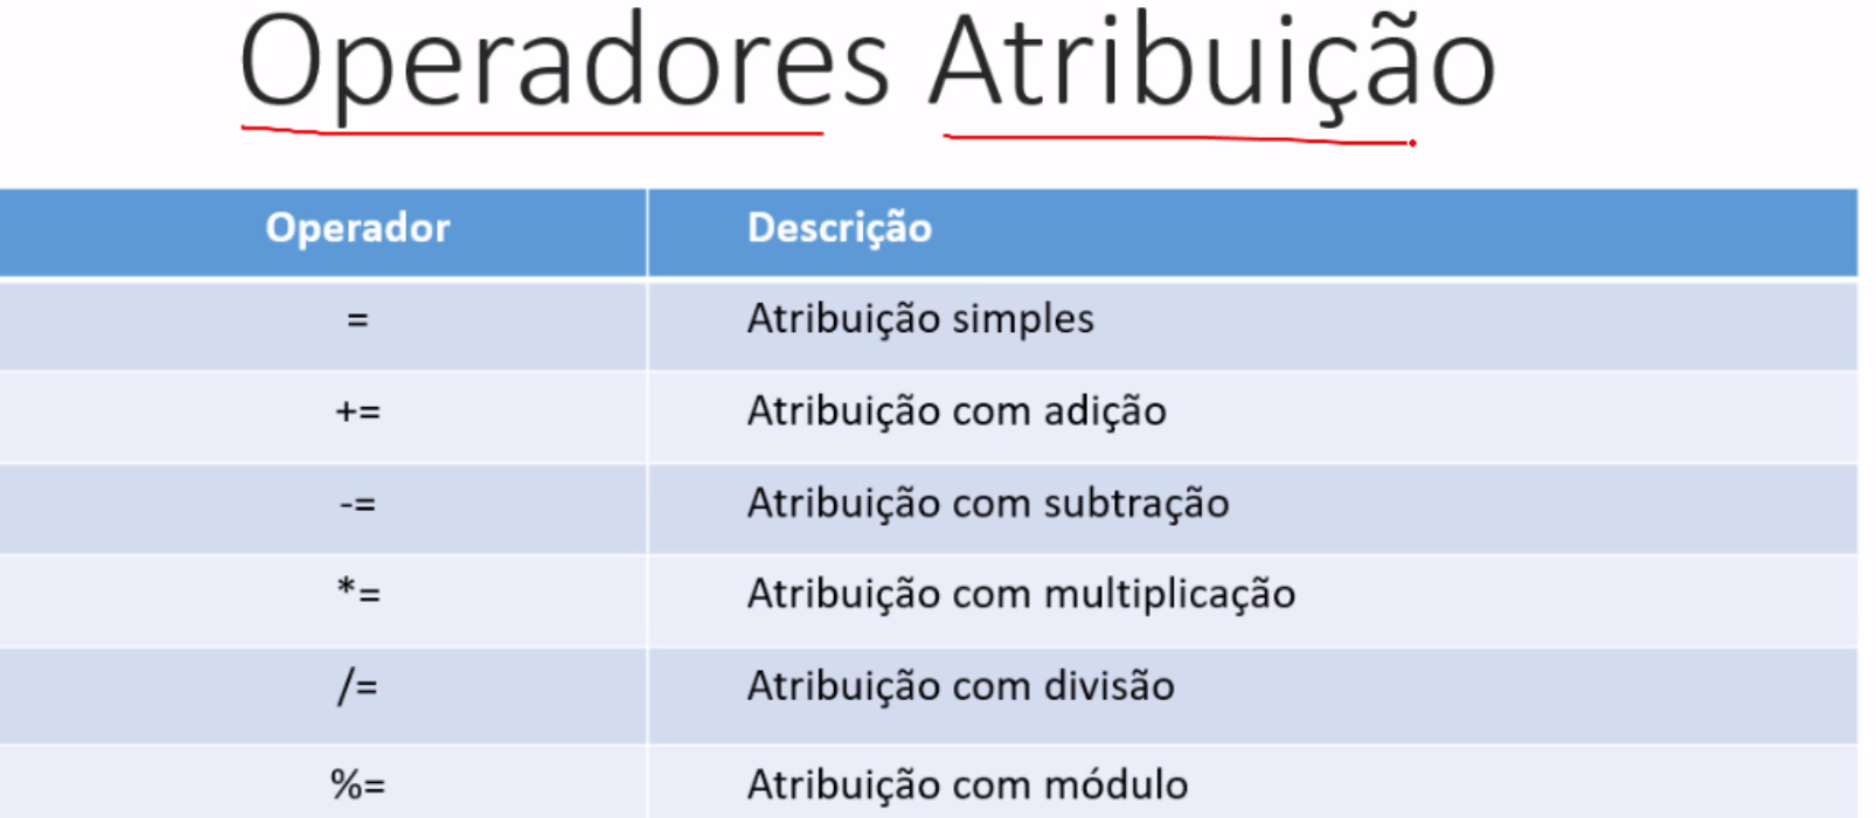 Operadores Atribuição
Operador Descrição
= Atribuição simples
+= Atribuição com adição
-= Atribuição com subtração
*= Atribuição com multiplicação
/= Atribuição com divisão
%= Atribuição com módulo